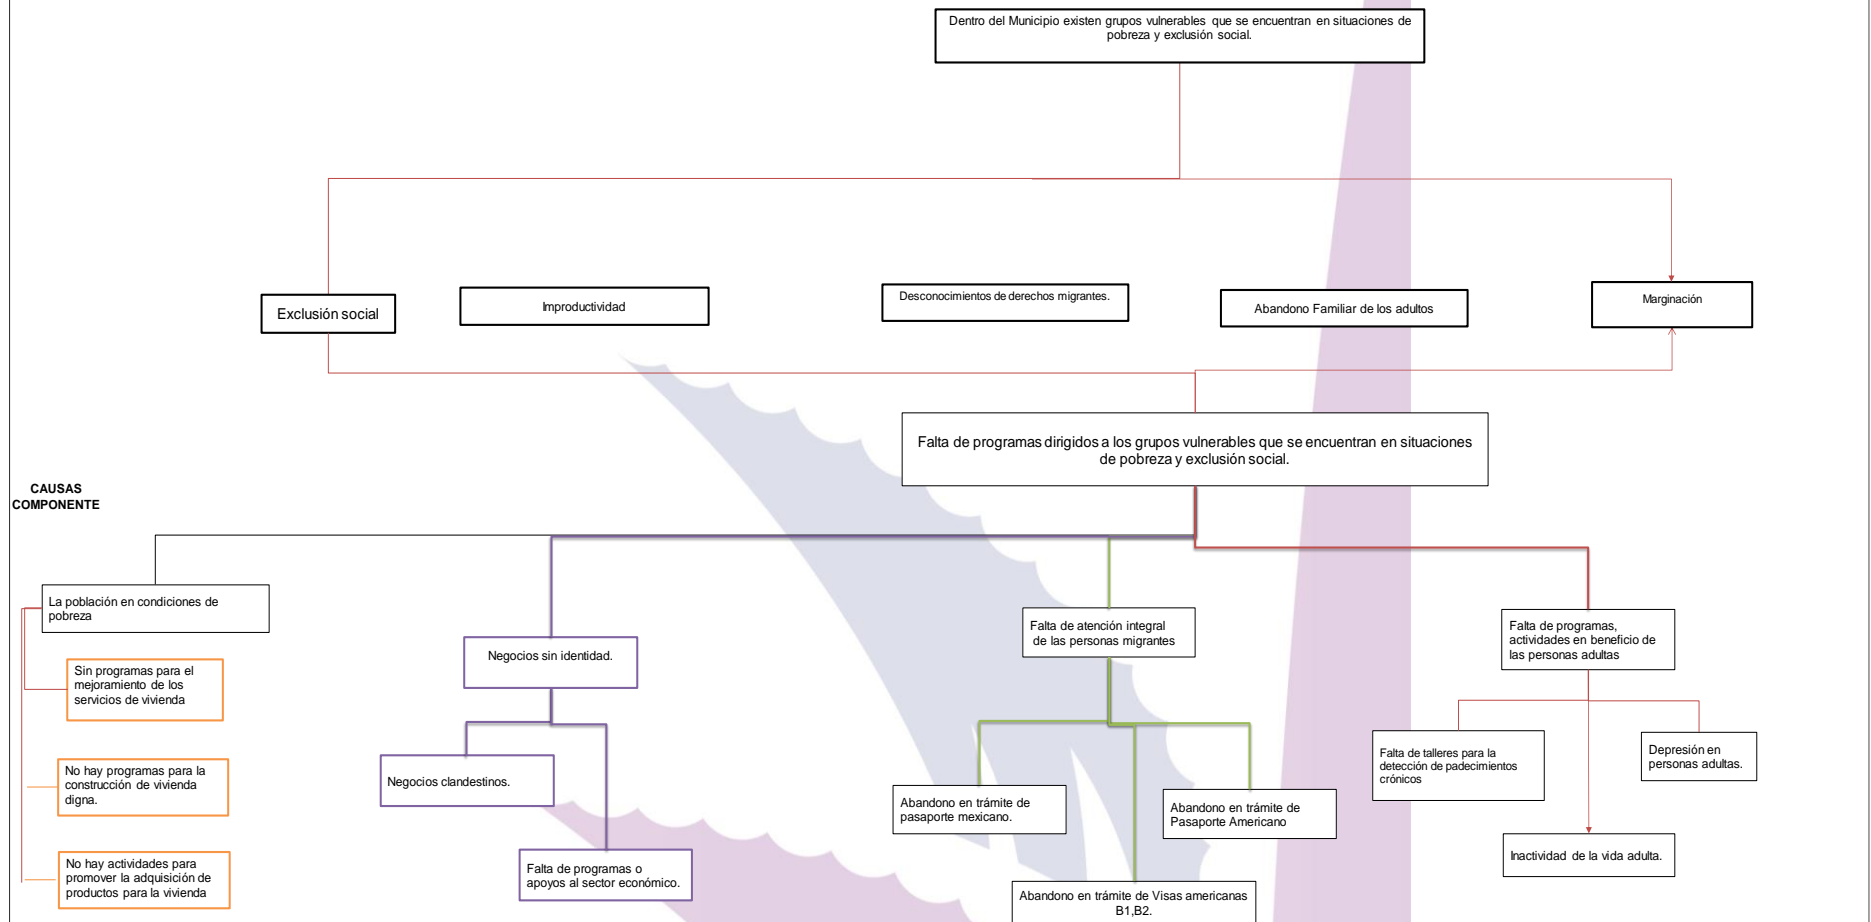 Dentro del Municipio existen grupos vulnerables que se encuentran en situaciones de
pobreza y exclusión social.
Exclusión social
Improductividad
Desconocimientos de derechos migrantes.
Abandono Familiar de los adultos
Marginación
Falta de programas dirigidos a los grupos vulnerables que se encuentran en situaciones
de pobreza y exclusión social.
CAUSAS
COMPONENTE
La población en condiciones de
pobreza
Sin programas para el
mejoramiento de los
servicios de vivienda
No hay programas para la
construcción de vivienda
digna.
No hay actividades para
promover la adquisición de
productos para la vivienda
Negocios sin identidad.
Negocios clandestinos.
Falta de programas o
apoyos al sector económico.
Falta de atención integral
de las personas migrantes
Abandono en trámite de
pasaporte mexicano.
Abandono en trámite de Visas americanas
B1,B2.
Abandono en trámite de
Pasaporte Americano
Falta de programas,
actividades en beneficio de
las personas adultas
Falta de talleres para la
detección de padecimientos
crónicos
Inactividad de la vida adulta.
Depresión en
personas adultas.